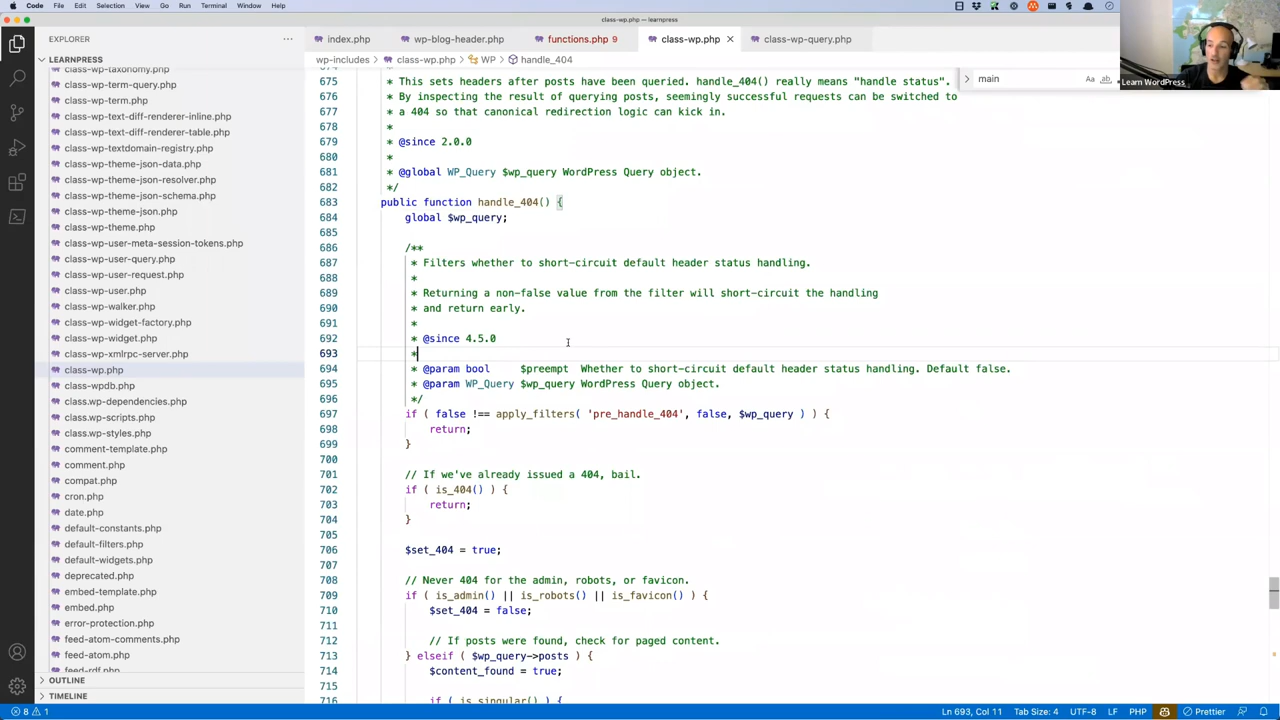 Code File Edit Selection View Go Run Terminal Window Help
class-wp.php — learnpress
EXPLORER
index.php
wp-blog-header.php
functions.php 9
class-wp.php
class-wp-query.php
LEARNPRESS
wp-includes > class-wp.php > WP > handle_404
main
Aa
ab
Learn WordPress
class-wp-taxonomy.php
class-wp-term-query.php
class-wp-term.php
class-wp-text-diff-renderer-inline.php
class-wp-text-diff-renderer-table.php
class-wp-textdomain-registry.php
class-wp-theme-json-data.php
class-wp-theme-json-resolver.php
class-wp-theme-json-schema.php
class-wp-theme-json.php
class-wp-theme.php
class-wp-user-meta-session-tokens.php
class-wp-user-query.php
class-wp-user-request.php
class-wp-user.php
class-wp-walker.php
class-wp-widget-factory.php
class-wp-widget.php
class-wp-xmlrpc-server.php
class-wp.php
class-wpdb.php
class.wp-dependencies.php
class.wp-scripts.php
class.wp-styles.php
comment-template.php
comment.php
compat.php
cron.php
date.php
default-constants.php
default-filters.php
default-widgets.php
deprecated.php
embed-template.php
embed.php
error-protection.php
feed-atom-comments.php
feed-atom.php
feed-rdf.php
OUTLINE
TIMELINE
674
675 * This sets headers after posts have been queried. handle_404() really means "handle status".
676 * By inspecting the result of querying posts, seemingly successful requests can be switched to
677 * a 404 so that canonical redirection logic can kick in.
678 *
679 * @since 2.0.0
680 *
681 * @global WP_Query $wp_query WordPress Query object.
682 */
683 public function handle_404() {
684 global $wp_query;
685
686 /**
687 * Filters whether to short-circuit default header status handling.
688 *
689 * Returning a non-false value from the filter will short-circuit the handling
690 * and return early.
691 *
692 * @since 4.5.0
693 *
694 * @param bool     $preempt  Whether to short-circuit default header status handling. Default false.
695 * @param WP_Query $wp_query WordPress Query object.
696 */
697 if ( false !== apply_filters( 'pre_handle_404', false, $wp_query ) ) {
698 return;
699 }
700
701 // If we've already issued a 404, bail.
702 if ( is_404() ) {
703 return;
704 }
705
706 $set_404 = true;
707
708 // Never 404 for the admin, robots, or favicon.
709 if ( is_admin() || is_robots() || is_favicon() ) {
710 $set_404 = false;
711
712 // If posts were found, check for paged content.
713 } elseif ( $wp_query->posts ) {
714 $content_found = true;
715
716 if ( is_singular() ) {
8 1
Ln 693, Col 11 Tab Size: 4 UTF-8 LF PHP Prettier